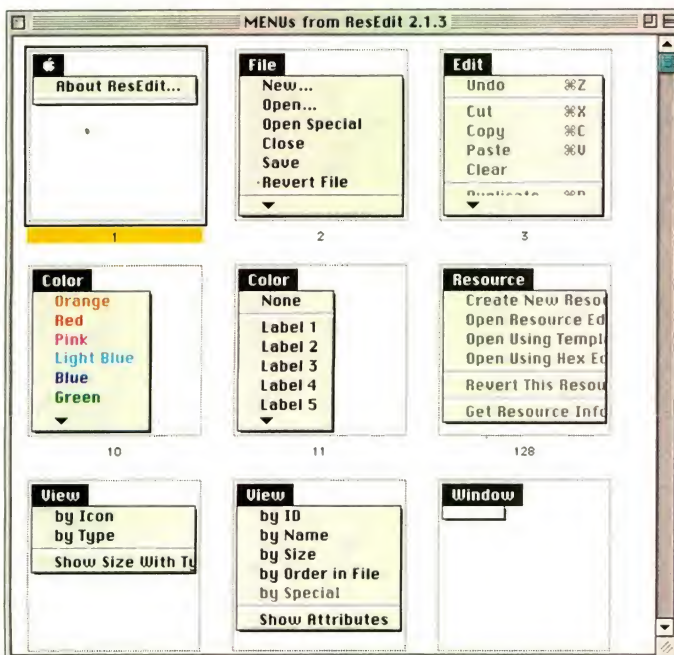 MENUs from ResEdit 2.1.3
About ResEdit...
1
File
New...
Open...
Open Special
Close
Save
Revert File
2
Edit
Undo ⌘Z
Cut ⌘X
Copy ⌘C
Paste ⌘V
Clear
Duplicate ⌘D
3
Color
Orange
Red
Pink
Light Blue
Blue
Green
10
Color
None
Label 1
Label 2
Label 3
Label 4
Label 5
11
Resource
Create New Resou
Open Resource Ed
Open Using Templ
Open Using Hex Ed
Revert This Resou
Get Resource Info
128
View
by Icon
by Type
Show Size With Ty
View
by ID
by Name
by Size
by Order in File
by Special
Show Attributes
Window